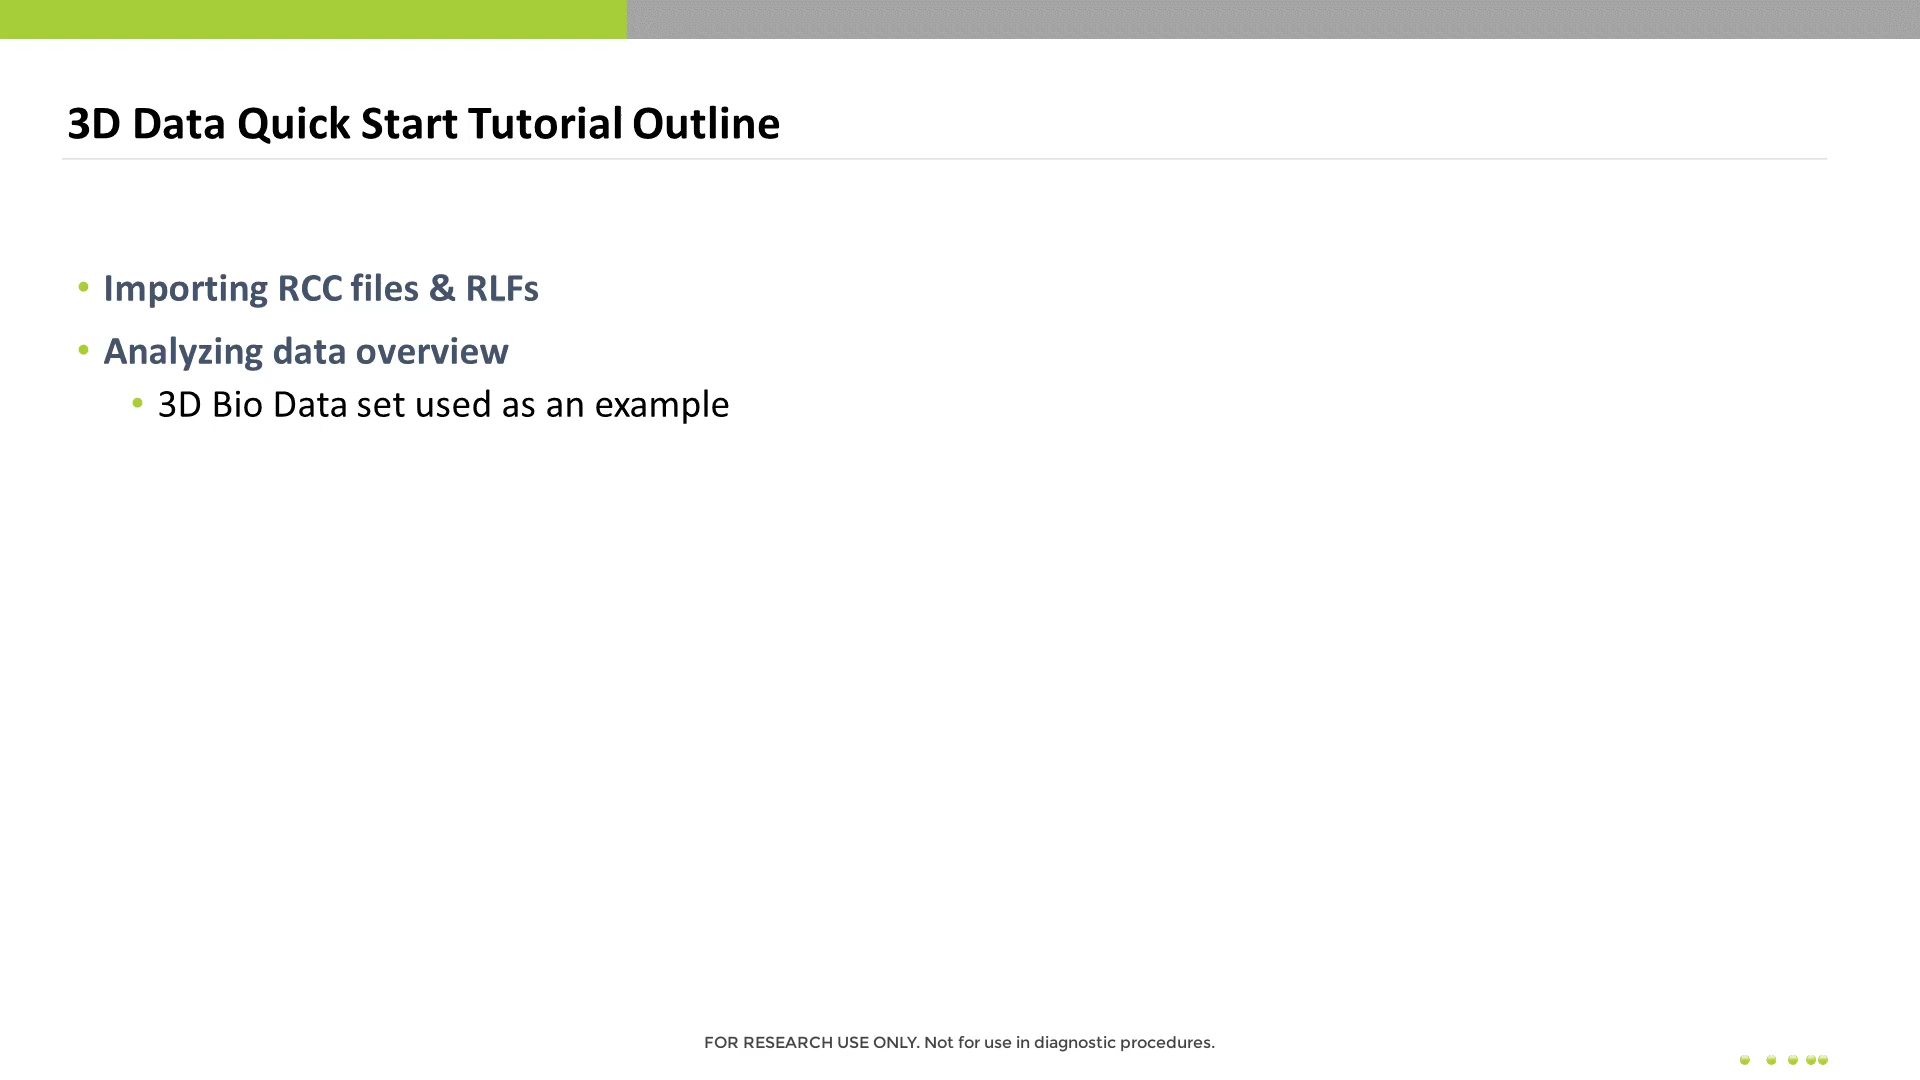 3D Data Quick Start Tutorial Outline
• Importing RCC files & RLFs
• Analyzing data overview
• 3D Bio Data set used as an example
FOR RESEARCH USE ONLY. Not for use in diagnostic procedures.